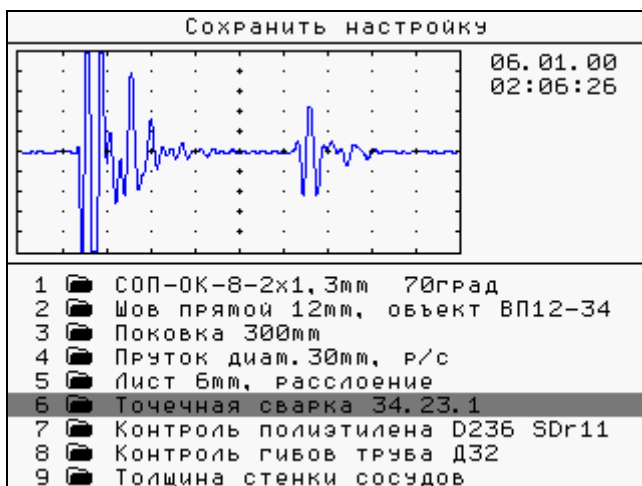 Сохранить настройку
06.01.00
02:06:26
1 СОП-ОК-8-2x1,3mm 70град
2 Шов прямой 12mm, объект ВП12-34
3 Поковка 300mm
4 Пруток диам.30mm, р/с
5 Лист 6mm, расслоение
6 Точечная сварка 34.23.1
7 Контроль полиэтилена D236 SDr11
8 Контроль гибов труба Д32
9 Толщина стенки сосудов